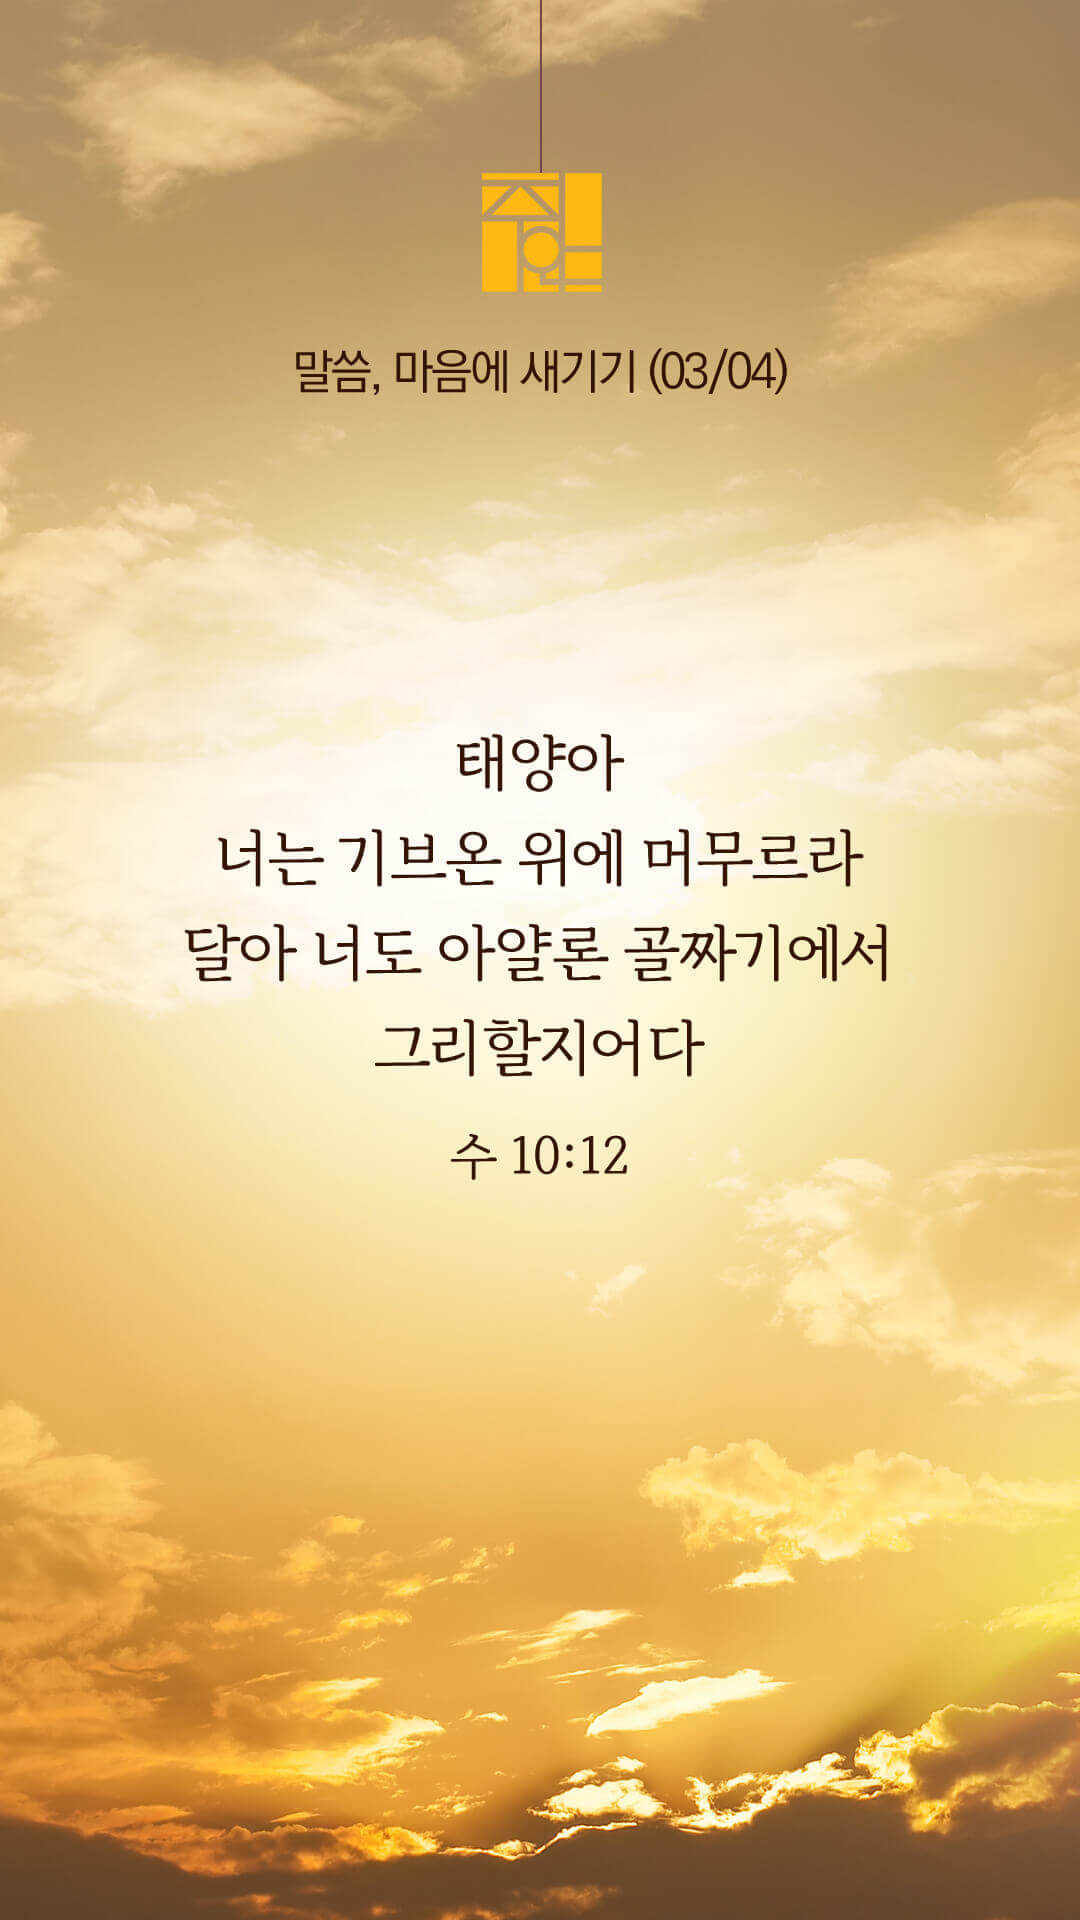 말씀, 마음에 새기기 (03/04)
태양아
너는 기브온 위에 머무르라
달아 너도 아얄론 골짜기에서
그리할지어다
수 10:12